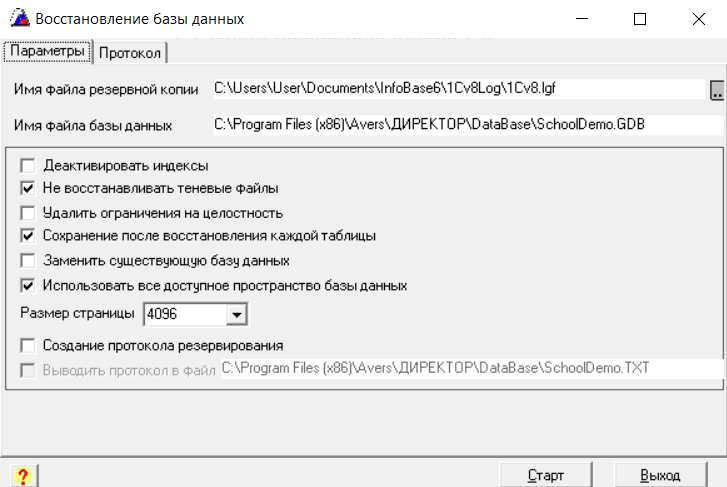 Восстановление базы данных
Параметры Протокол
Имя файла резервной копии C:\Users\User\Documents\InfoBase6\1Cv8Log\1Cv8.lgf ..
Имя файла базы данных C:\Program Files (x86)\Avers\ДИРЕКТОР\DataBase\SchoolDemo.GDB
Деактивировать индексы
Не восстанавливать теневые файлы
Удалить ограничения на целостность
Сохранение после восстановления каждой таблицы
Заменить существующую базу данных
Использовать все доступное пространство базы данных
Размер страницы 4096
Создание протокола резервирования
Выводить протокол в файл C:\Program Files (x86)\Avers\ДИРЕКТОР\DataBase\SchoolDemo.TXT
? Старт Выход